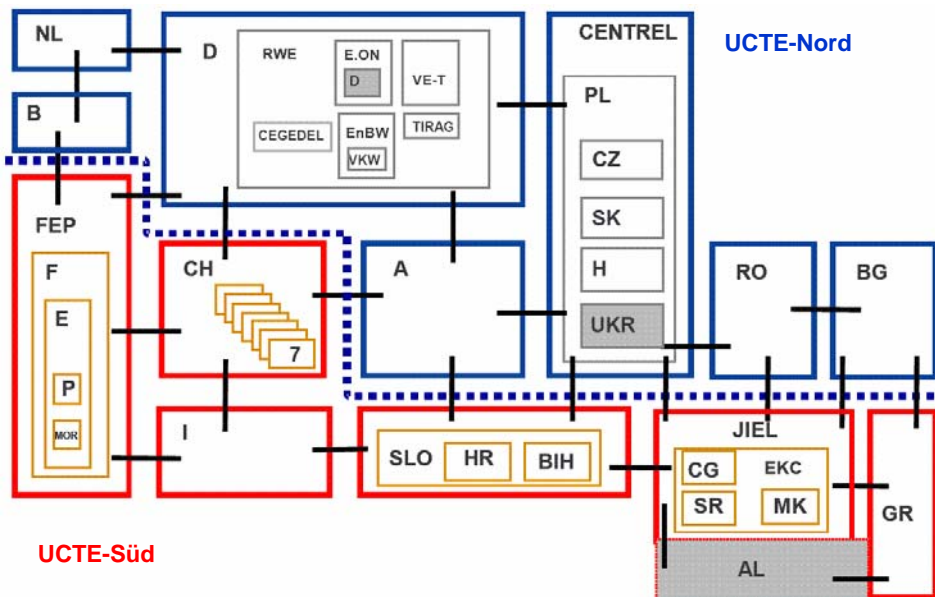 NL
D
RWE
E.ON
D
VE-T
CEGEDEL
EnBW
VKW
TIRAG
CENTREL
UCTE-Nord
PL
CZ
SK
H
UKR
B
FEP
F
E
P
MOR
CH
7
A
RO
BG
I
SLO
HR
BIH
JIEL
CG
EKC
SR
MK
GR
AL
UCTE-Süd